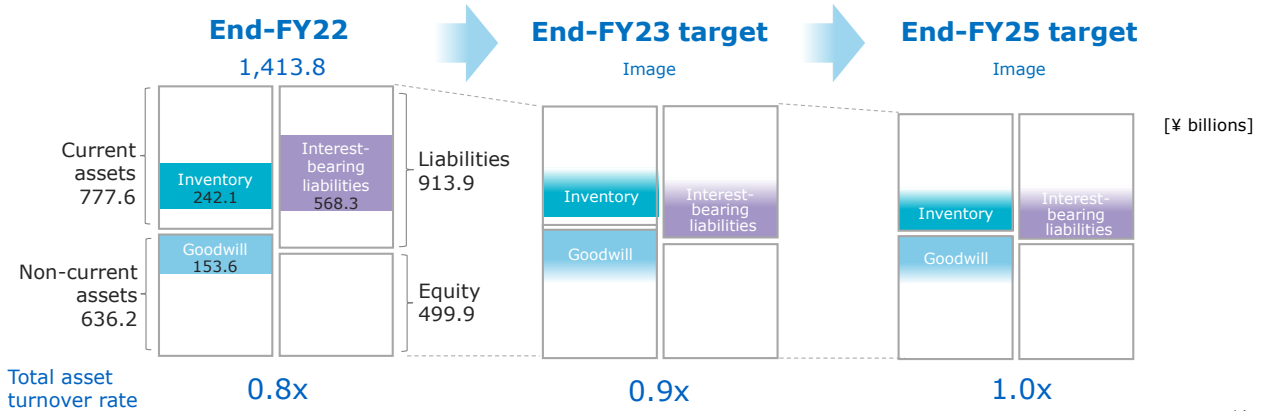 End-FY22
End-FY23 target
End-FY25 target
1,413.8
Image
Image
[¥ billions]
Current
assets
777.6
Inventory
242.1
Interest-
bearing
liabilities
568.3
Liabilities
913.9
Inventory
Interest-
bearing
liabilities
Inventory
Interest-
bearing
liabilities
Non-current
assets
636.2
Goodwill
153.6
Equity
499.9
Goodwill
Goodwill
Total asset
turnover rate
0.8x
0.9x
1.0x